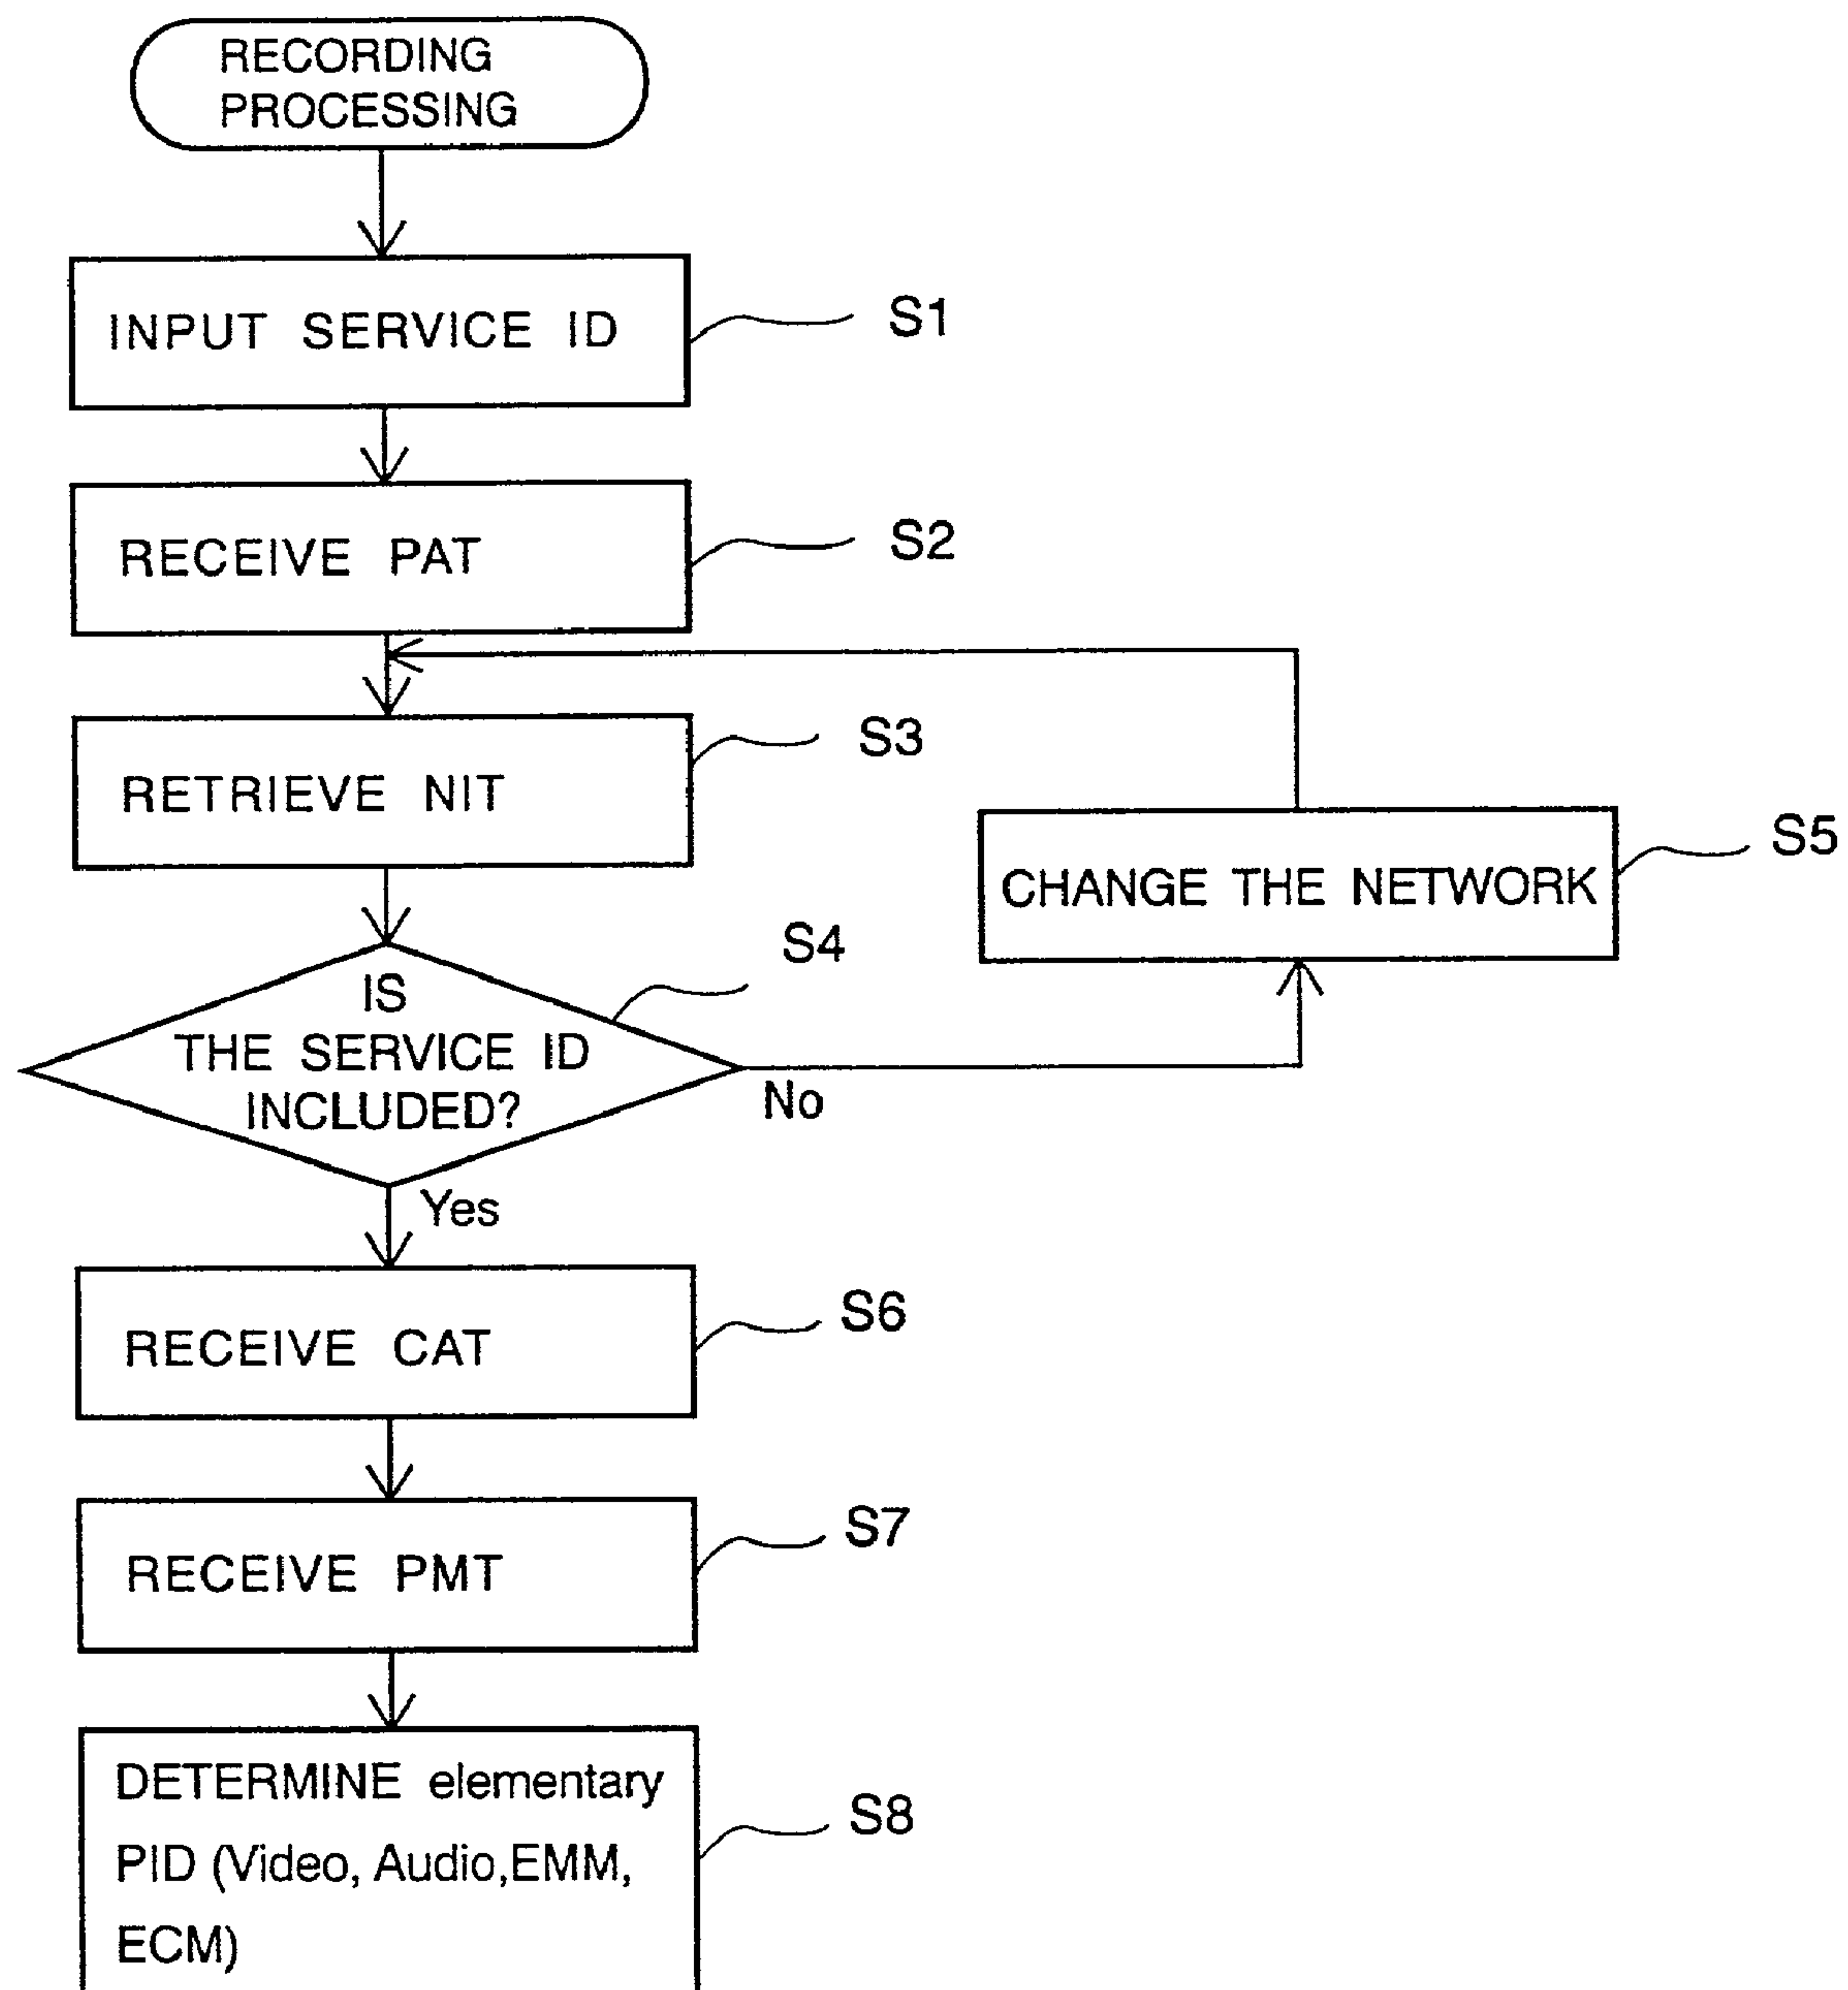 RECORDING
PROCESSING
INPUT SERVICE ID
S1
RECEIVE PAT
S2
RETRIEVE NIT
S3
CHANGE THE NETWORK
S5
IS
THE SERVICE ID
INCLUDED?
S4
No
Yes
RECEIVE CAT
S6
RECEIVE PMT
S7
DETERMINE elementary
PID (Video, Audio,EMM,
ECM)
S8